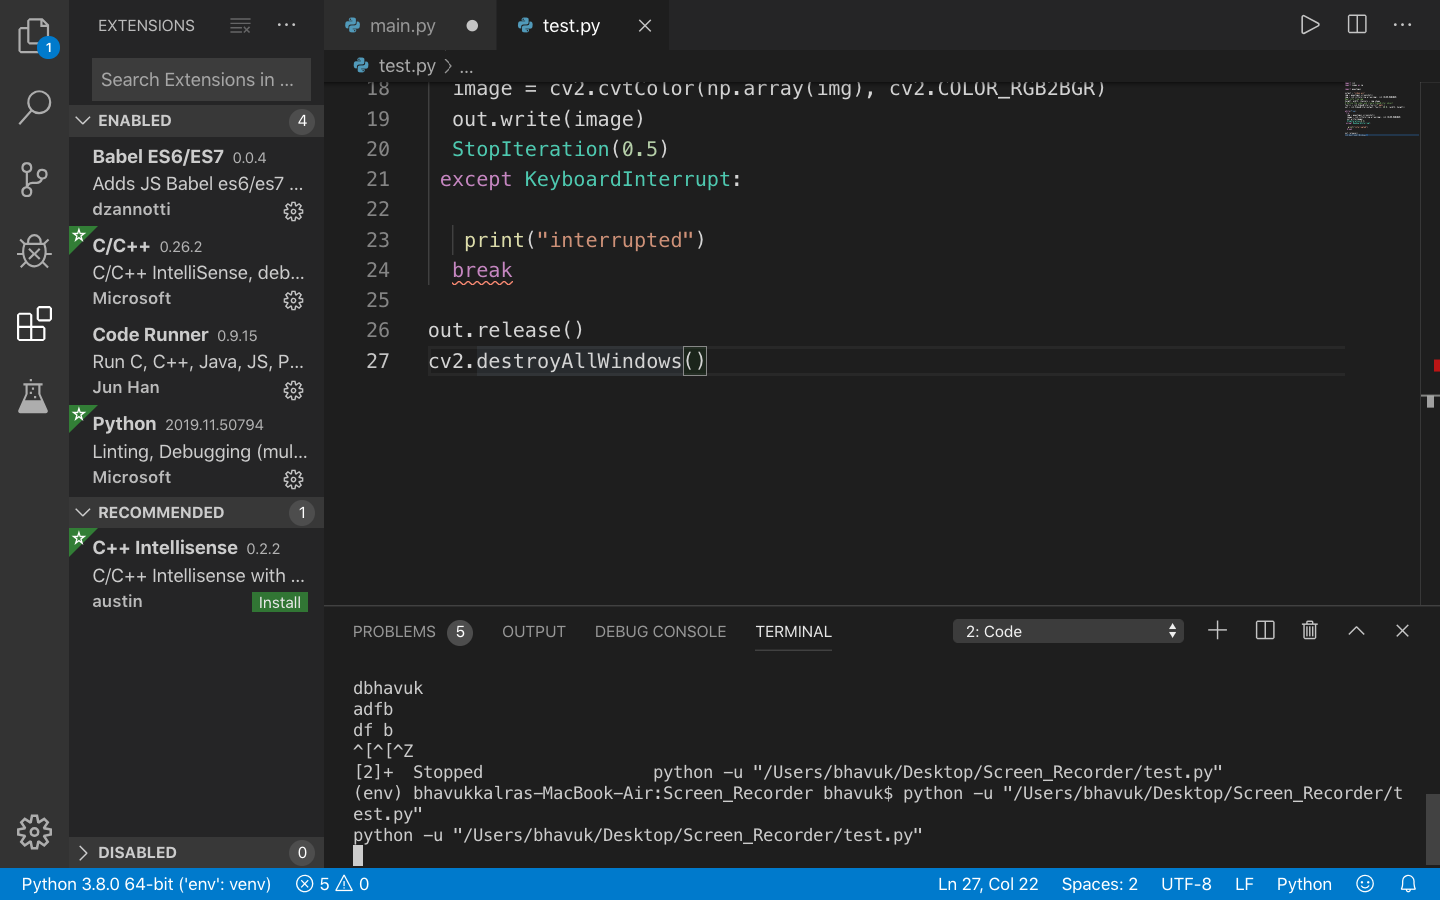 EXTENSIONS
main.py
test.py
1
Search Extensions in ...
test.py > ...
ENABLED 4
Babel ES6/ES7 0.0.4
Adds JS Babel es6/es7 ...
dzannotti
C/C++ 0.26.2
C/C++ IntelliSense, deb...
Microsoft
Code Runner 0.9.15
Run C, C++, Java, JS, P...
Jun Han
Python 2019.11.50794
Linting, Debugging (mul...
Microsoft
RECOMMENDED 1
C++ Intellisense 0.2.2
C/C++ Intellisense with ...
austin Install
DISABLED 0
18 image = cv2.cvtColor(np.array(img), cv2.COLOR_RGB2BGR)
19 out.write(image)
20 StopIteration(0.5)
21 except KeyboardInterrupt:
22
23 print("interrupted")
24 break
25
26 out.release()
27 cv2.destroyAllWindows()
PROBLEMS 5 OUTPUT DEBUG CONSOLE TERMINAL 2: Code
dbhavuk
adfb
df b
^[^[^Z
[2]+ Stopped python -u "/Users/bhavuk/Desktop/Screen_Recorder/test.py"
(env) bhavukkalras-MacBook-Air:Screen_Recorder bhavuk$ python -u "/Users/bhavuk/Desktop/Screen_Recorder/t
est.py"
python -u "/Users/bhavuk/Desktop/Screen_Recorder/test.py"
Python 3.8.0 64-bit ('env': venv) 5 0 Ln 27, Col 22 Spaces: 2 UTF-8 LF Python